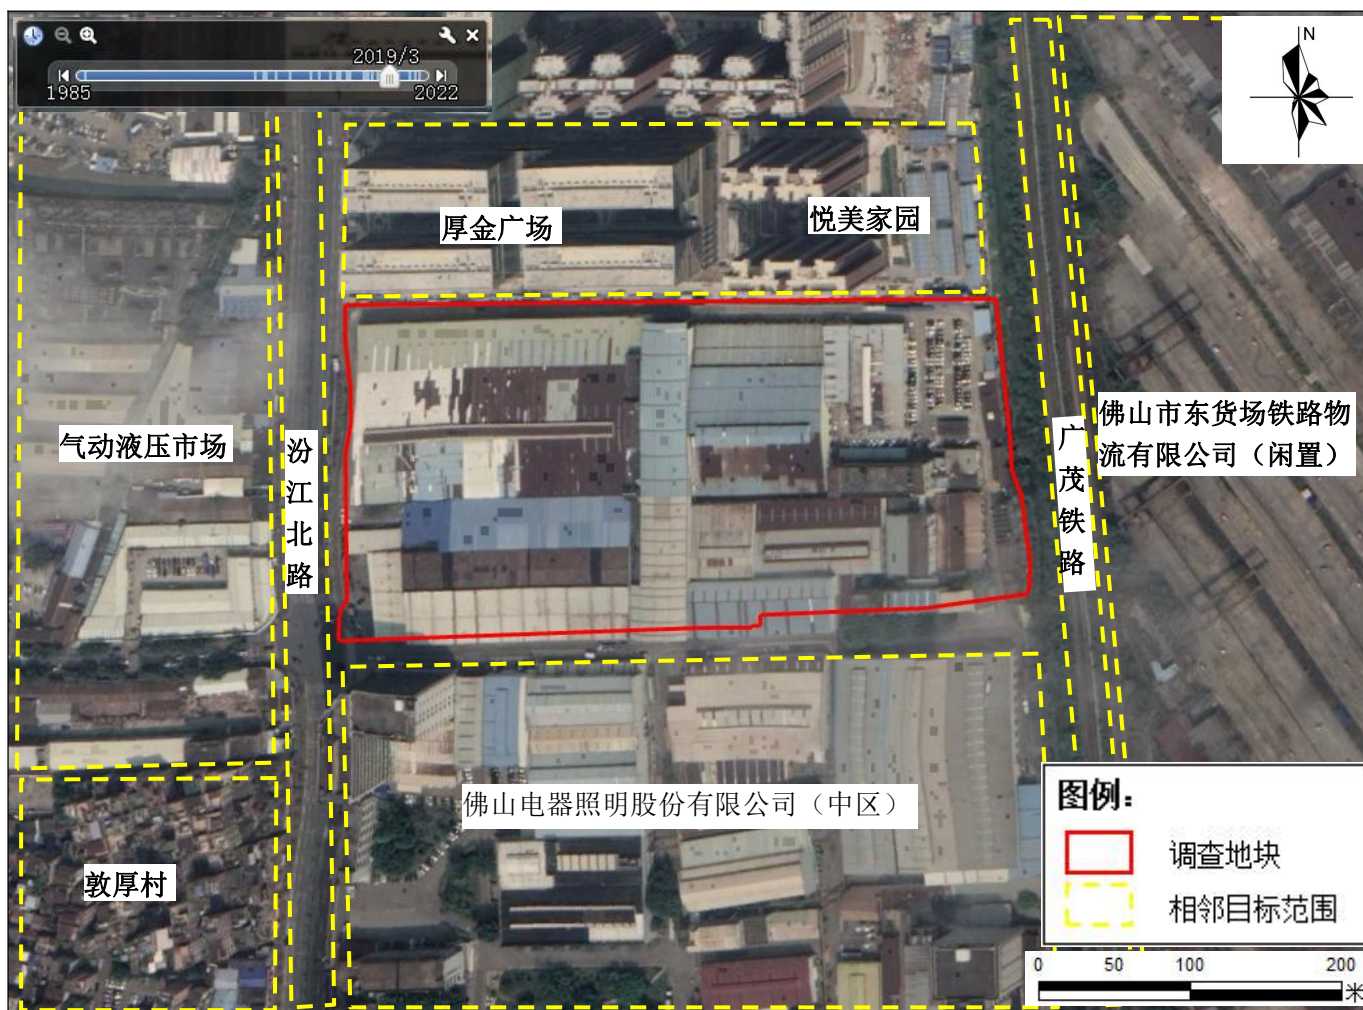 2019/3
1985
2022
N
厚金广场
悦美家园
气动液压市场
汾江北路
广茂铁路
佛山市东货场铁路物
流有限公司（闲置）
佛山电器照明股份有限公司（中区）
敦厚村
图例：
调查地块
相邻目标范围
0 50 100 200
米